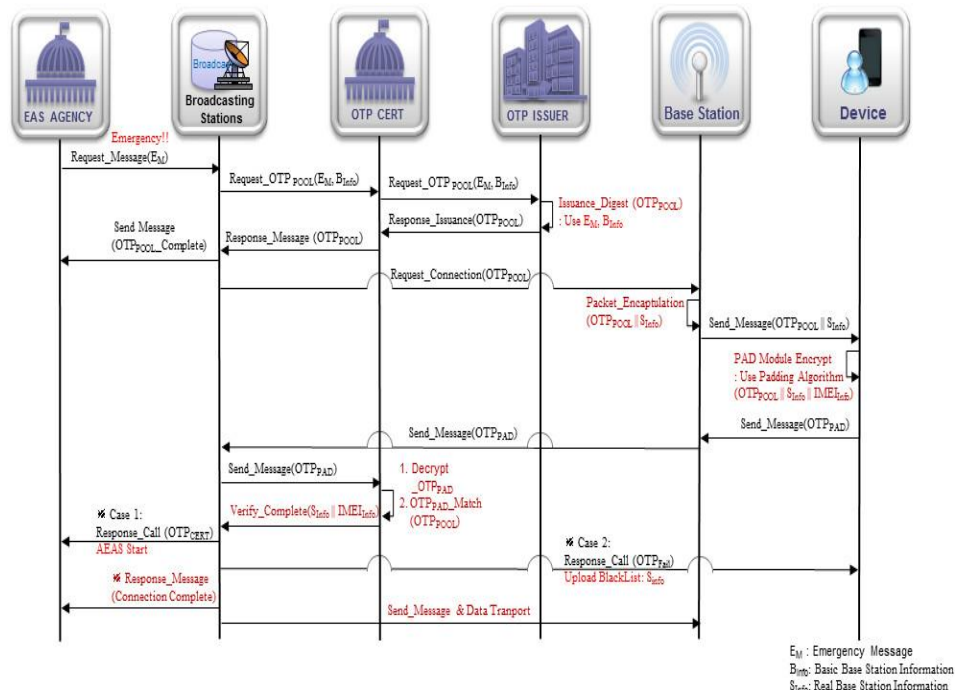 Broadcas
EAS AGENCY
Broadcasting
Stations
OTP CERT
OTP ISSUER
Base Station
Device
Emergency!!
Request_Message(EM)
Request_OTP POOL(EM, BInfo)
Request_OTP POOL(EM, BInfo)
Issuance_Digest (OTPPOOL)
: Use EM, BInfo
Response_Issuance(OTPPOOL)
Send Message
(OTPPOOL_Complete)
Response_Message (OTPPOOL)
Request_Connection(OTPPOOL)
Packet_Encaptulation
(OTPPOOL || SInfo)
Send_Message(OTPPOOL || SInfo)
PAD Module Encrypt
: Use Padding Algorithm
(OTPPOOL || SInfo || IMEIInfo)
Send_Message(OTPPAD)
Send_Message(OTPPAD)
Send_Message(OTPPAD)
1. Decrypt
_OTPPAD
2. OTPPAD_Match
(OTPPOOL)
Verify_Complete(SInfo || IMEIInfo)
※ Case 1:
Response_Call (OTPCERT)
AEAS Start
※ Case 2:
Response_Call (OTPFail)
Upload BlackList: Sinfo
※ Response_Message
(Connection Complete)
Send_Message & Data Tranport
EM : Emergency Message
BInfo: Basic Base Station Information
SInfo: Real Base Station Information